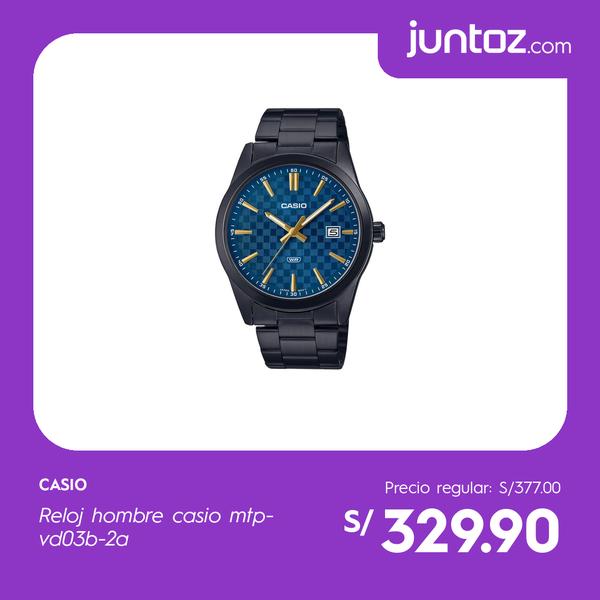 juntoz.com
CASIO
WR
CASIO
Reloj hombre casio mtp-
vd03b-2a
Precio regular: S/377.00
S/ 329.90